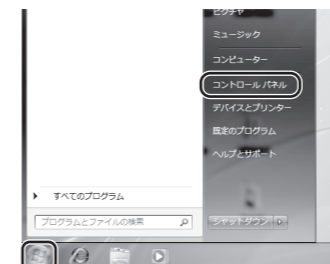 ピクチャ
ミュージック
コンピューター
コントロール パネル
デバイスとプリンター
既定のプログラム
ヘルプとサポート
すべてのプログラム
プログラムとファイルの検索
シャットダウン